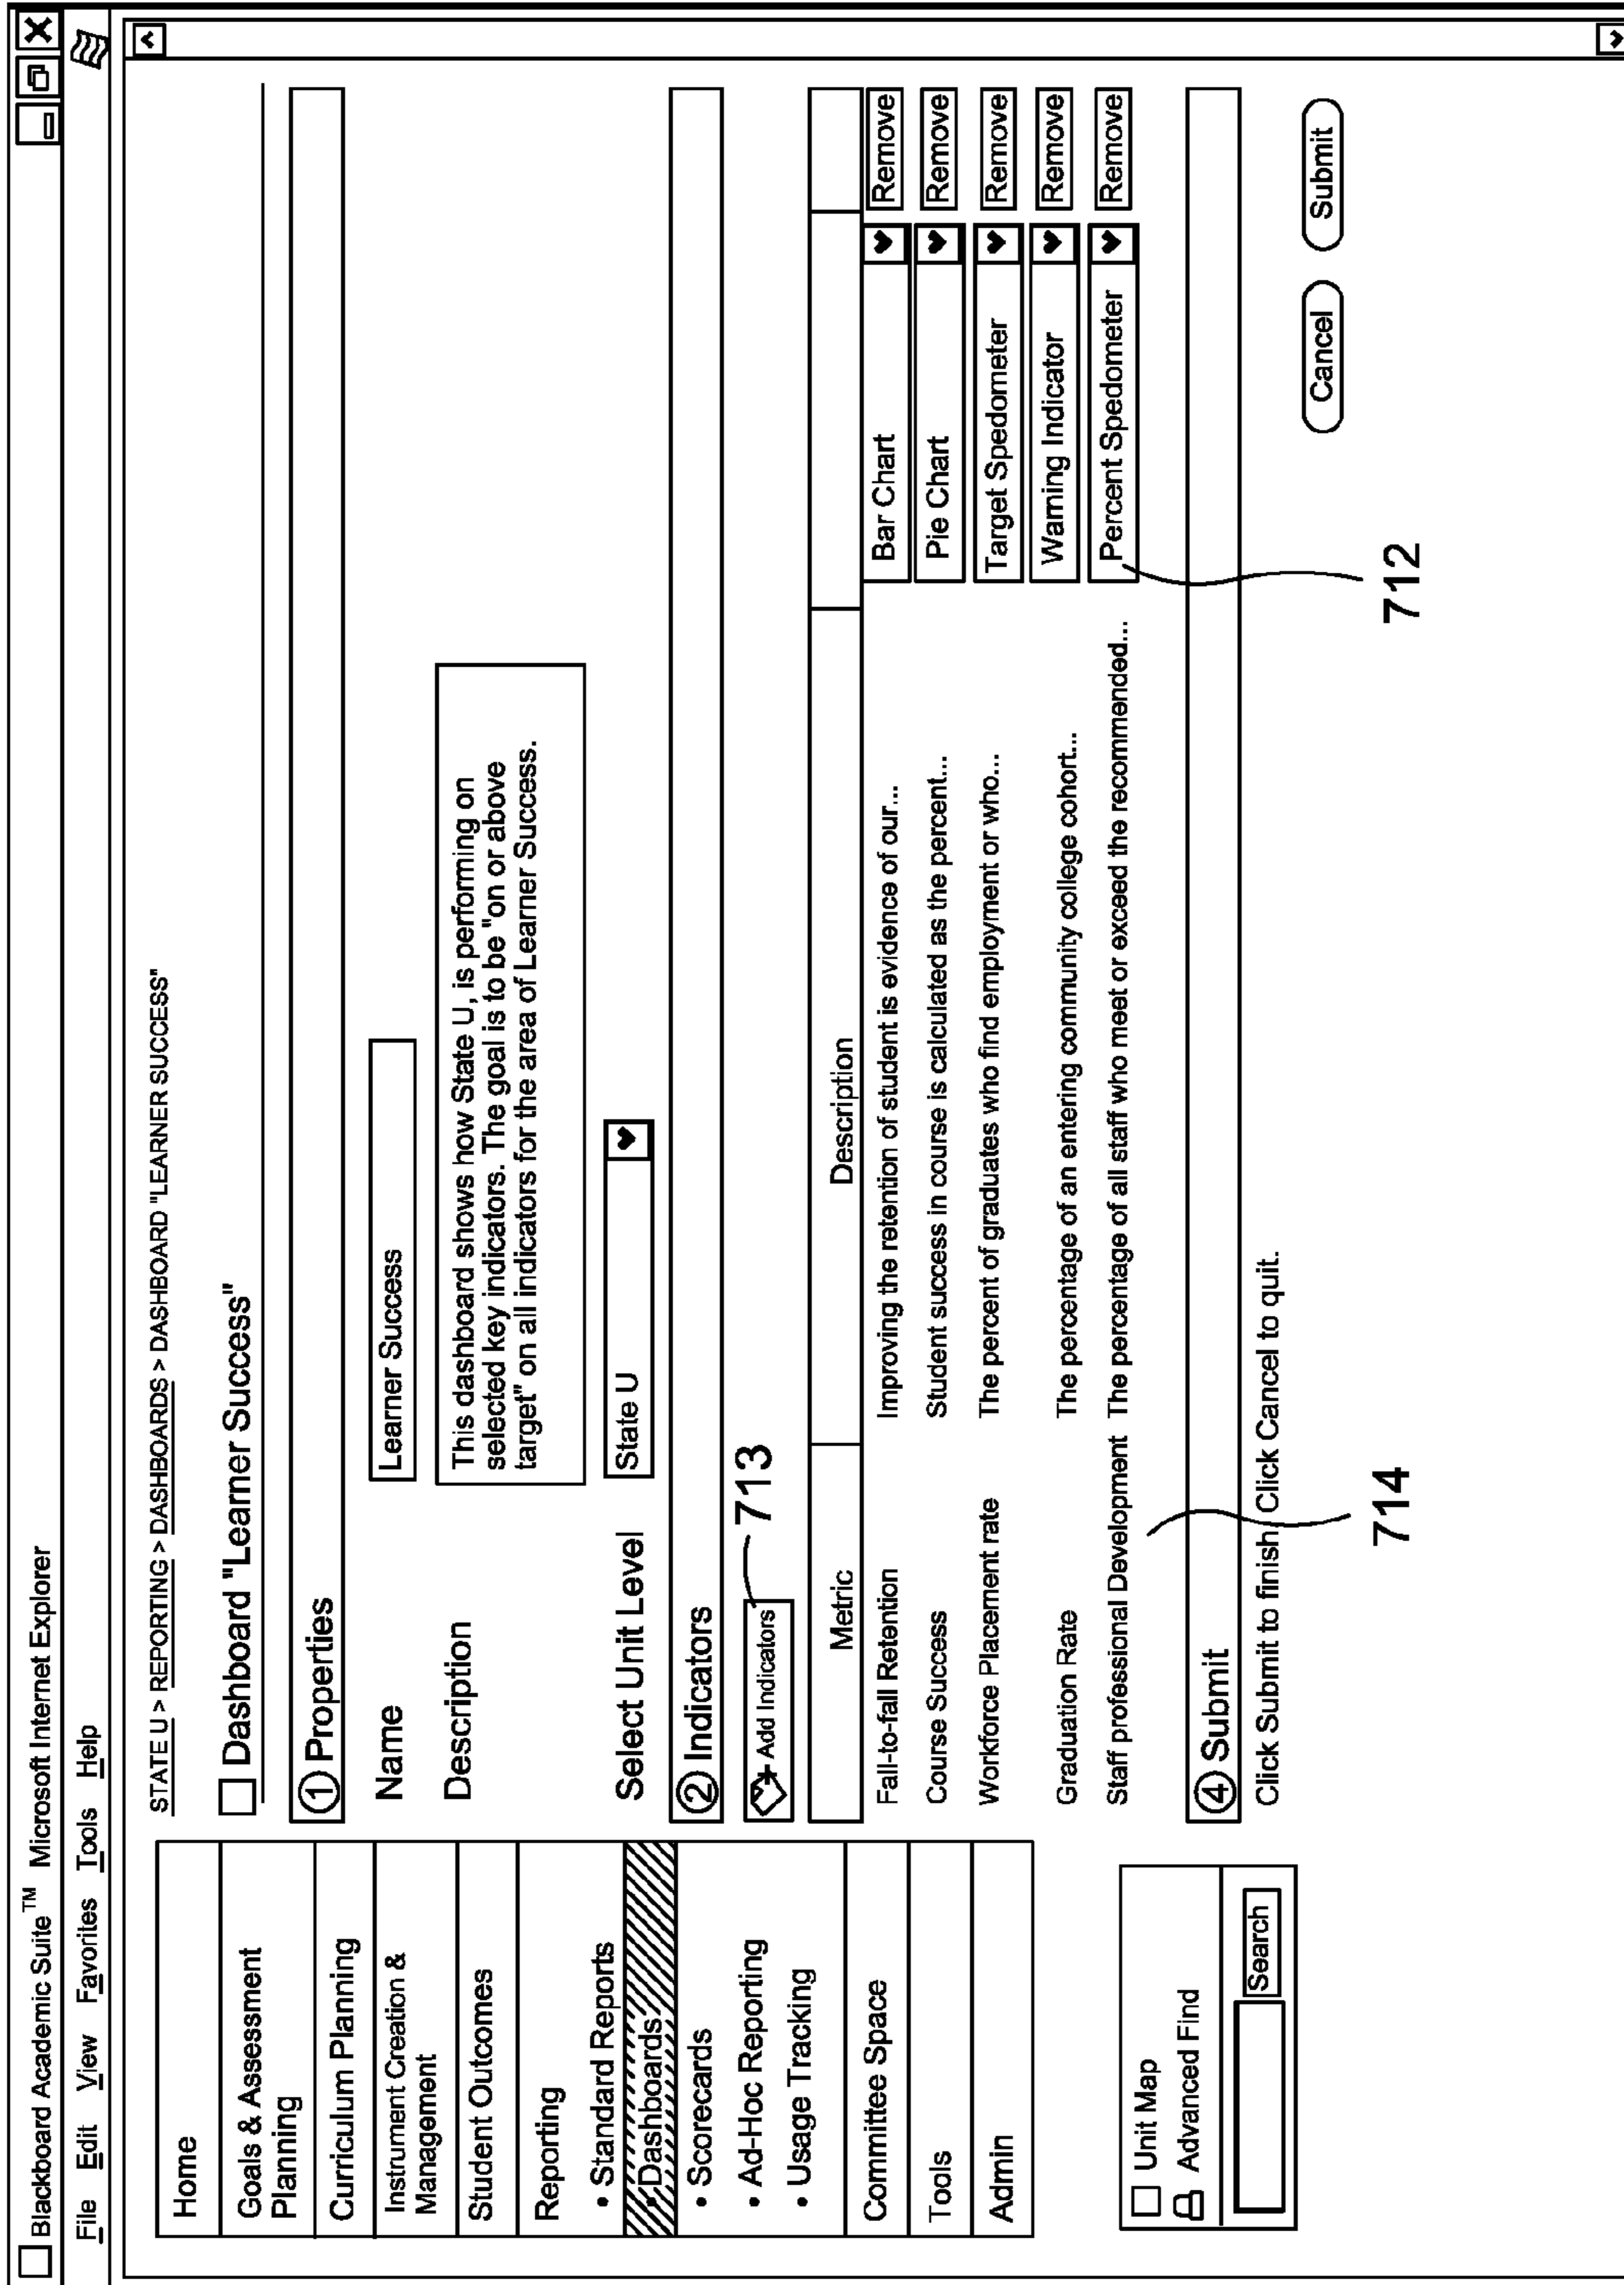 Blackboard Academic Suite™ Microsoft Internet Explorer
File Edit View Favorites Tools Help
Home
Goals & Assessment
Planning
Curriculum Planning
Instrument Creation &
Management
Student Outcomes
Reporting
• Standard Reports
• Dashboards
• Scorecards
• Ad-Hoc Reporting
• Usage Tracking
Committee Space
Tools
Admin
Unit Map
Advanced Find
Search
STATE U > REPORTING > DASHBOARDS > DASHBOARD "LEARNER SUCCESS"
Dashboard "Learner Success"
1 Properties
Name Learner Success
Description
This dashboard shows how State U, is performing on
selected key indicators. The goal is to be "on or above
target" on all indicators for the area of Learner Success.
Select Unit Level State U
2 Indicators
Add Indicators 713
Metric Description
Fall-to-fall Retention Improving the retention of student is evidence of our... Bar Chart Remove
Course Success Student success in course is calculated as the percent... Pie Chart Remove
Workforce Placement rate The percent of graduates who find employment or who... Target Spedometer Remove
Graduation Rate The percentage of an entering community college cohort... Warning Indicator Remove
Staff professional Development The percentage of all staff who meet or exceed the recommended... Percent Spedometer Remove
4 Submit
Click Submit to finish. Click Cancel to quit.
Cancel Submit
714 712